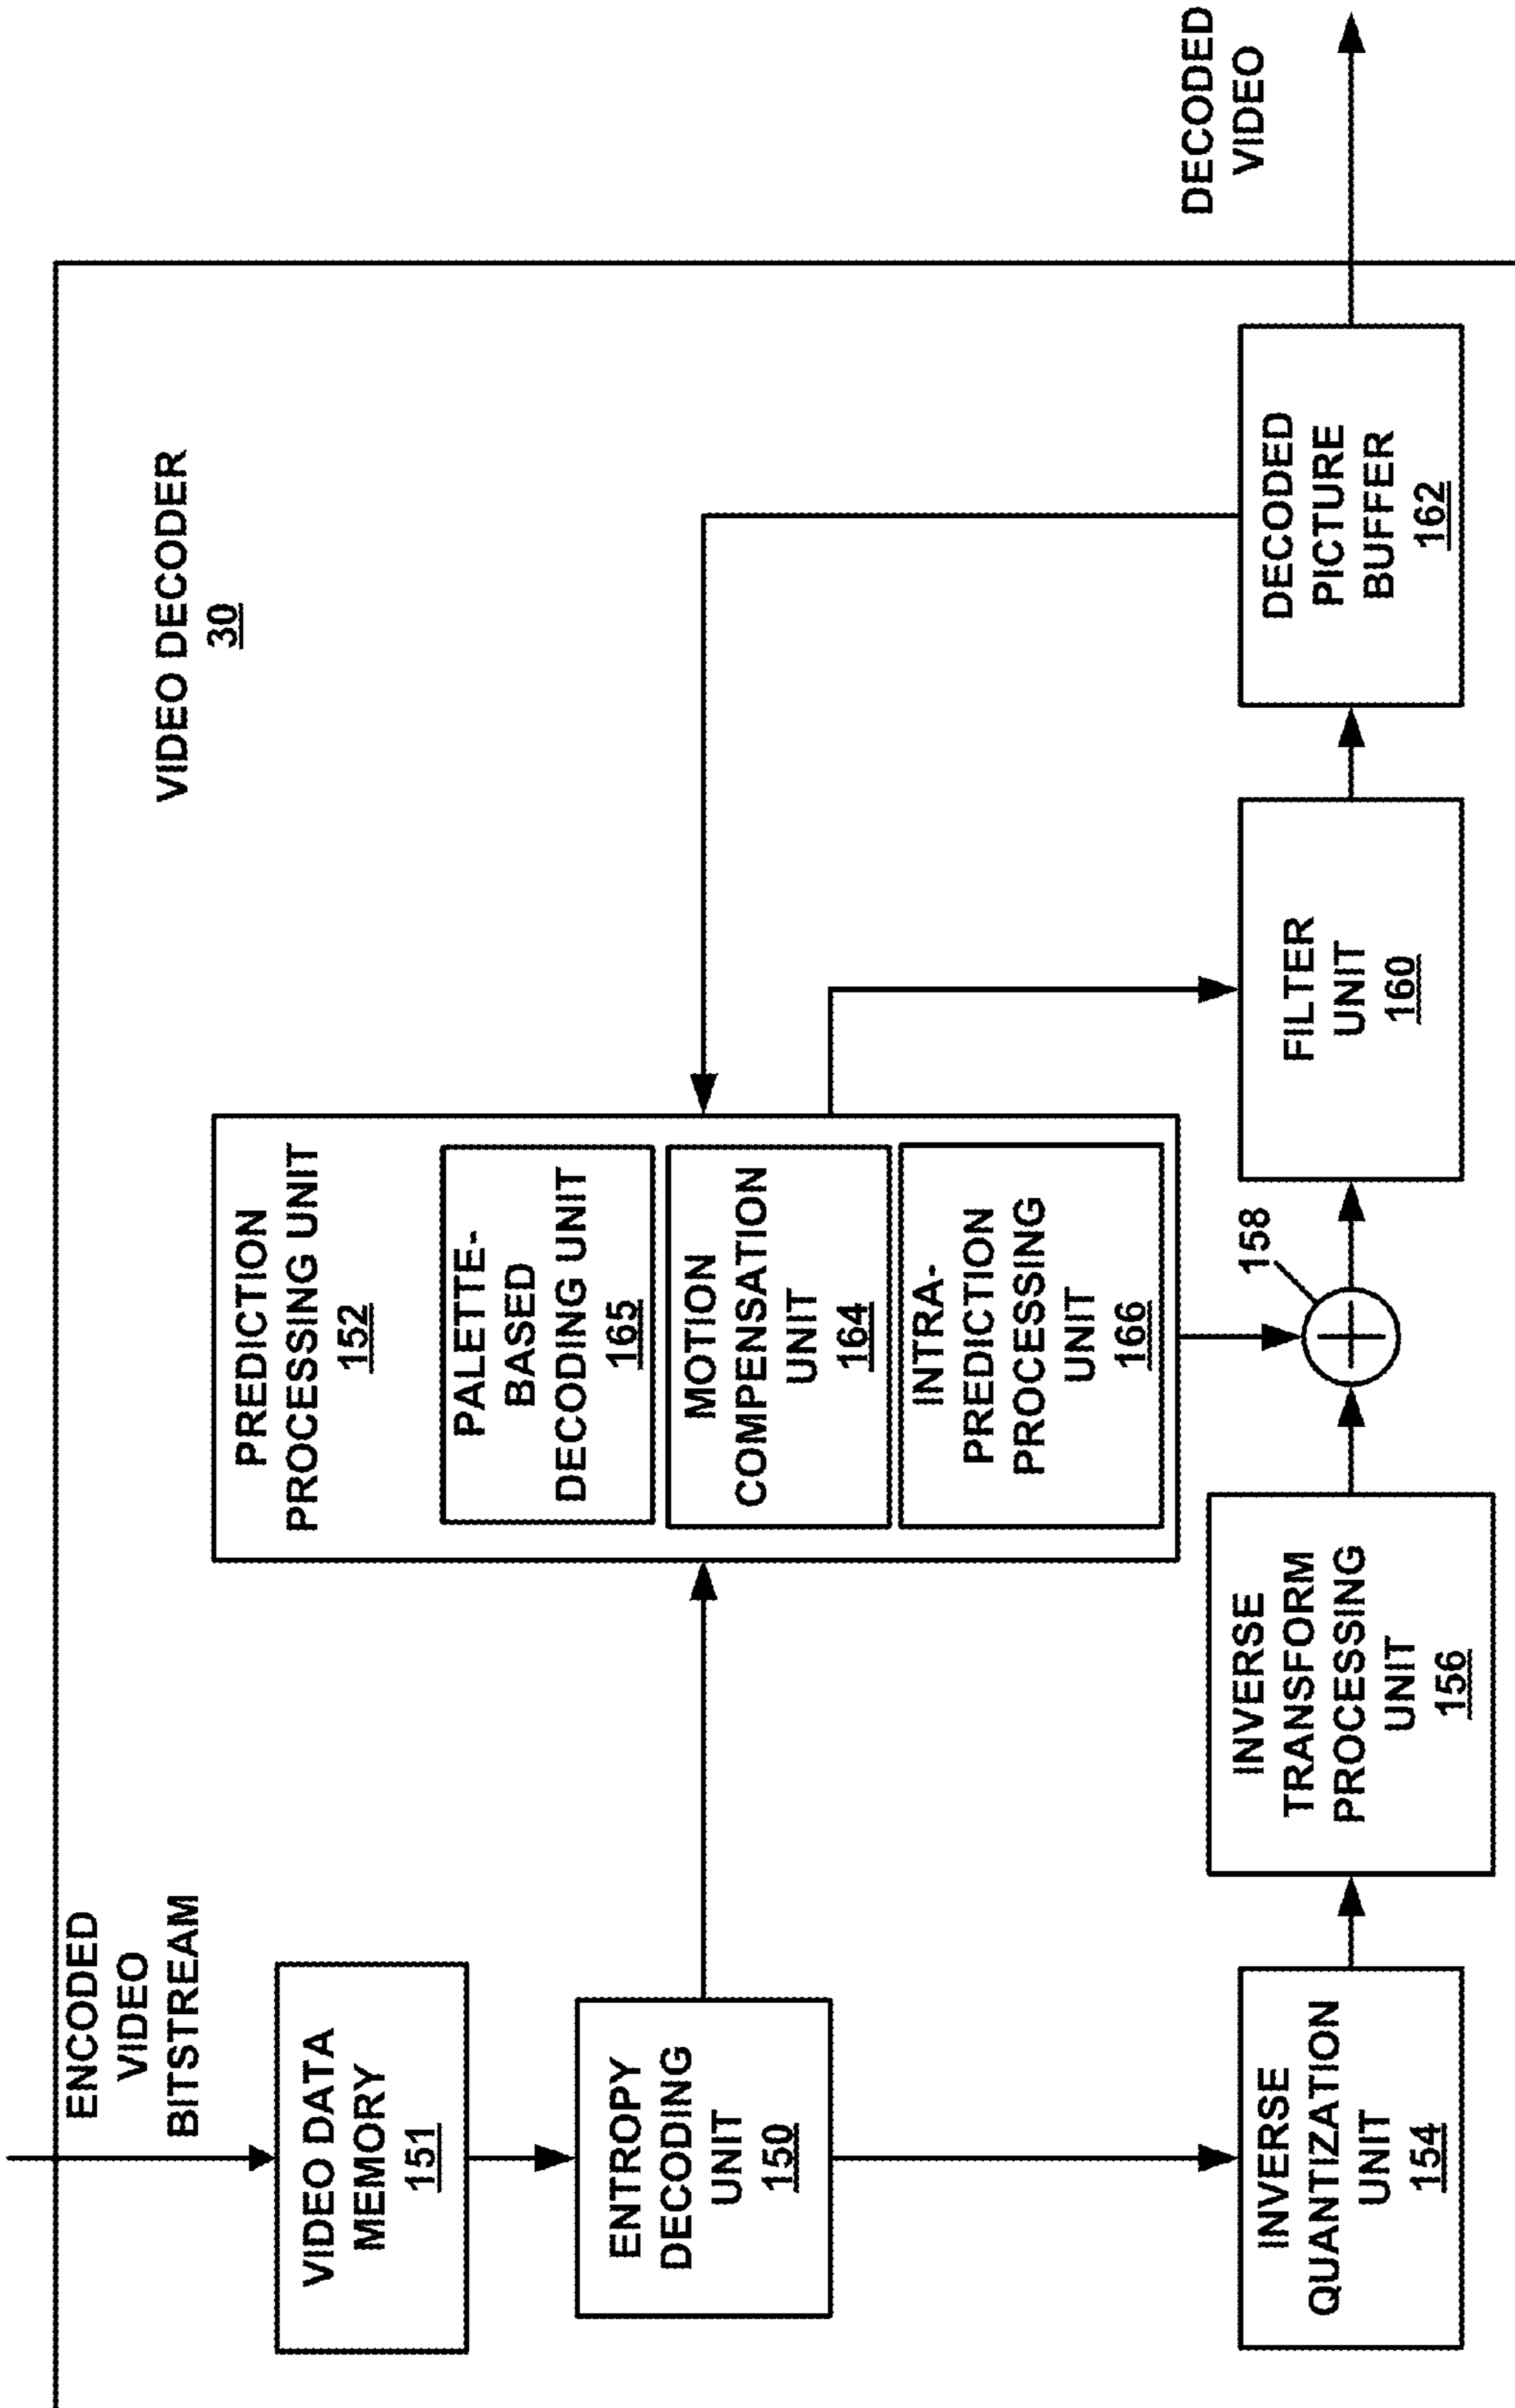 ENCODED
VIDEO
BITSTREAM
VIDEO DECODER
30
DECODED
VIDEO
VIDEO DATA
MEMORY
151
ENTROPY
DECODING
UNIT
150
PREDICTION
PROCESSING UNIT
152
PALETTE-
BASED
DECODING UNIT
165
MOTION
COMPENSATION
UNIT
164
INTRA-
PREDICTION
PROCESSING
UNIT
166
INVERSE
QUANTIZATION
UNIT
154
INVERSE
TRANSFORM
PROCESSING
UNIT
156
158
FILTER
UNIT
160
DECODED
PICTURE
BUFFER
162